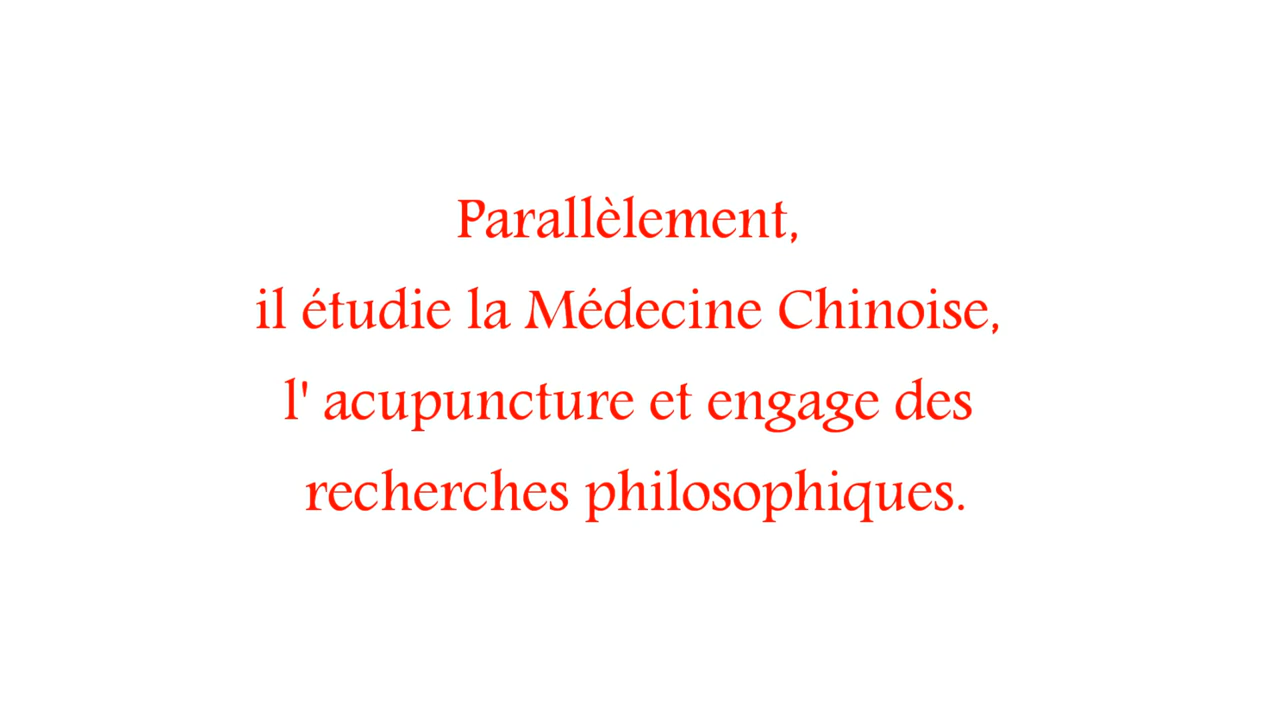 Parallèlement,
il étudie la Médecine Chinoise,
l' acupuncture et engage des
recherches philosophiques.